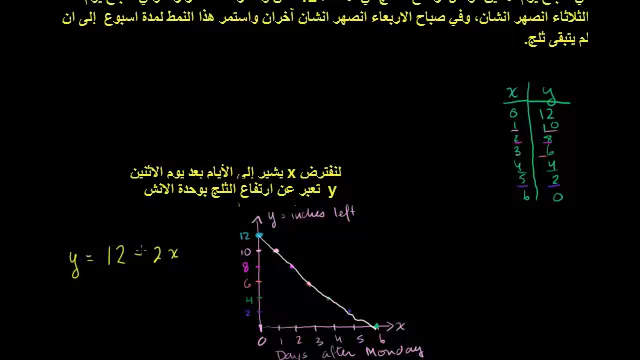 الثلاثاء انصهر انشان، وفي صباح الاربعاء انصهر انشان آخران واستمر هذا النمط لمدة اسبوع إلى ان
لم يتبقى ثلج.
x y
0 12
1 10
2 8
3 6
4 4
5 2
6 0
لنفترض x يشير إلى الأيام بعد يوم الاثنين
y تعبر عن ارتفاع الثلج بوحدة الانش
y = inches left
12
10
8
6
4
2
y = 12 - 2x
0 1 2 3 4 5 6 x
Days after Monday